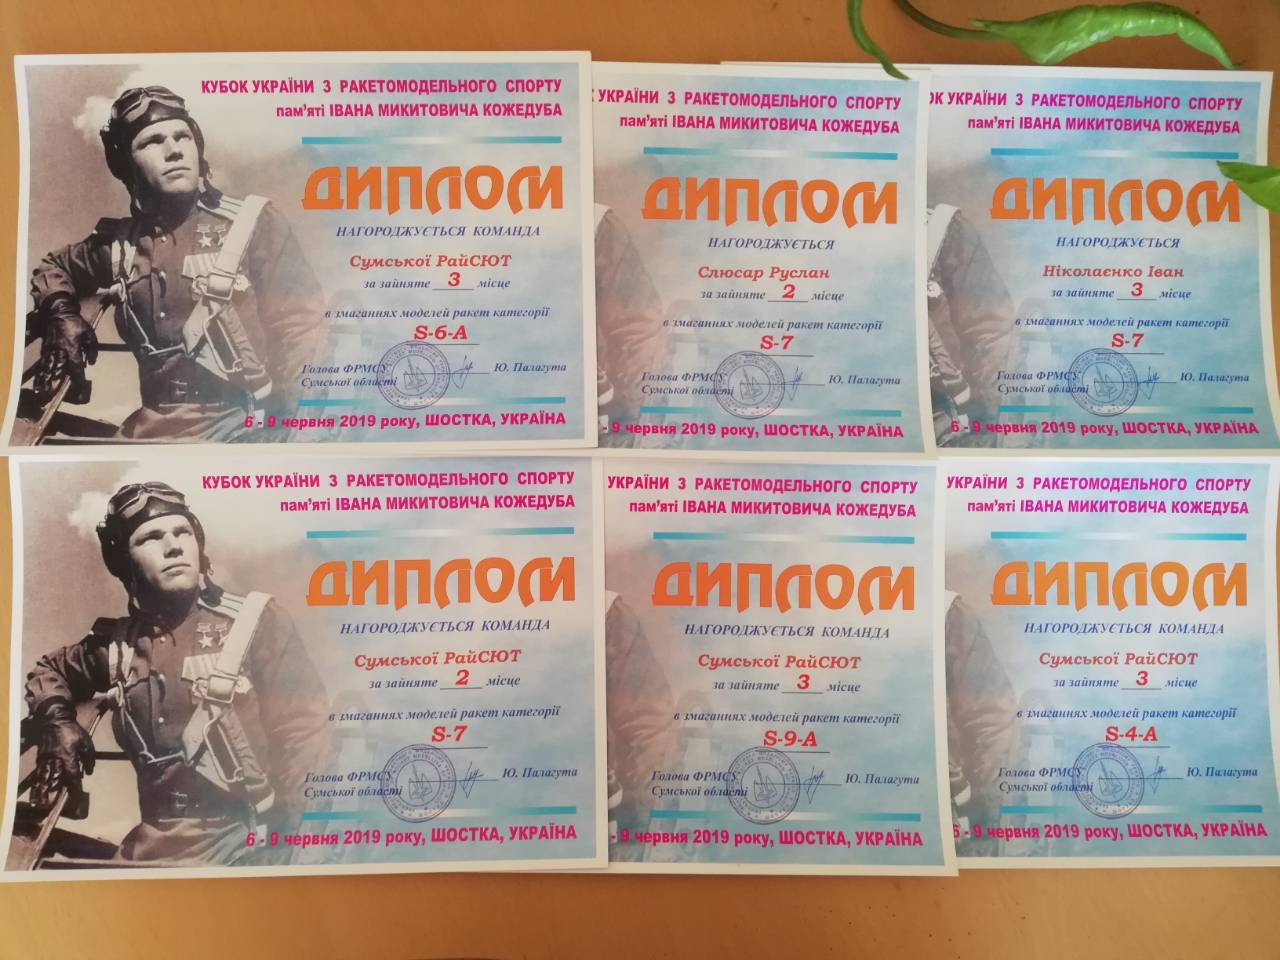 КУБОК УКРАЇНИ З РАКЕТОМОДЕЛЬНОГО СПОРТУ
пам'яті ІВАНА МИКИТОВИЧА КОЖЕДУБА
ДИПЛОМ
НАГОРОДЖУЄТЬСЯ КОМАНДА
Сумської РайСЮТ
за зайняте 3 місце
в змаганнях моделей ракет категорії
S-6-A
Голова ФРМСУ
Сумської області
Ю. Палагута
6 - 9 червня 2019 року, ШОСТКА, УКРАЇНА
УКРАЇНИ З РАКЕТОМОДЕЛЬНОГО СПОРТУ
пам'яті ІВАНА МИКИТОВИЧА КОЖЕДУБА
ДИПЛОМ
НАГОРОДЖУЄТЬСЯ
Слюсар Руслан
за зайняте 2 місце
в змаганнях моделей ракет категорії
S-7
Голова ФРМСУ
Сумської області
Ю. Палагута
- 9 червня 2019 року, ШОСТКА, УКРАЇНА
ОК УКРАЇНИ З РАКЕТОМОДЕЛЬНОГО СПОРТУ
пам'яті ІВАНА МИКИТОВИЧА КОЖЕДУБА
ДИПЛОМ
НАГОРОДЖУЄТЬСЯ
Ніколаєнко Іван
за зайняте 3 місце
в змаганнях моделей ракет категорії
S-7
Голова ФРМСУ
Сумської області
Ю. Палагута
6 - 9 червня 2019 року, ШОСТКА, УКРАЇНА
КУБОК УКРАЇНИ З РАКЕТОМОДЕЛЬНОГО СПОРТУ
пам'яті ІВАНА МИКИТОВИЧА КОЖЕДУБА
ДИПЛОМ
НАГОРОДЖУЄТЬСЯ КОМАНДА
Сумської РайСЮТ
за зайняте 2 місце
в змаганнях моделей ракет категорії
S-7
Голова ФРМСУ
Сумської області
Ю. Палагута
6 - 9 червня 2019 року, ШОСТКА, УКРАЇНА
УКРАЇНИ З РАКЕТОМОДЕЛЬНОГО СПОРТУ
пам'яті ІВАНА МИКИТОВИЧА КОЖЕДУБА
ДИПЛОМ
НАГОРОДЖУЄТЬСЯ КОМАНДА
Сумської РайСЮТ
за зайняте 3 місце
в змаганнях моделей ракет категорії
S-9-A
Голова ФРМСУ
Сумської області
Ю. Палагута
- 9 червня 2019 року, ШОСТКА, УКРАЇНА
УКРАЇНИ З РАКЕТОМОДЕЛЬНОГО СПОРТУ
пам'яті ІВАНА МИКИТОВИЧА КОЖЕДУБА
ДИПЛОМ
НАГОРОДЖУЄТЬСЯ КОМАНДА
Сумської РайСЮТ
за зайняте 3 місце
в змаганнях моделей ракет категорії
S-4-A
Голова ФРМСУ
Сумської області
Ю. Палагута
6 - 9 червня 2019 року, ШОСТКА, УКРАЇНА